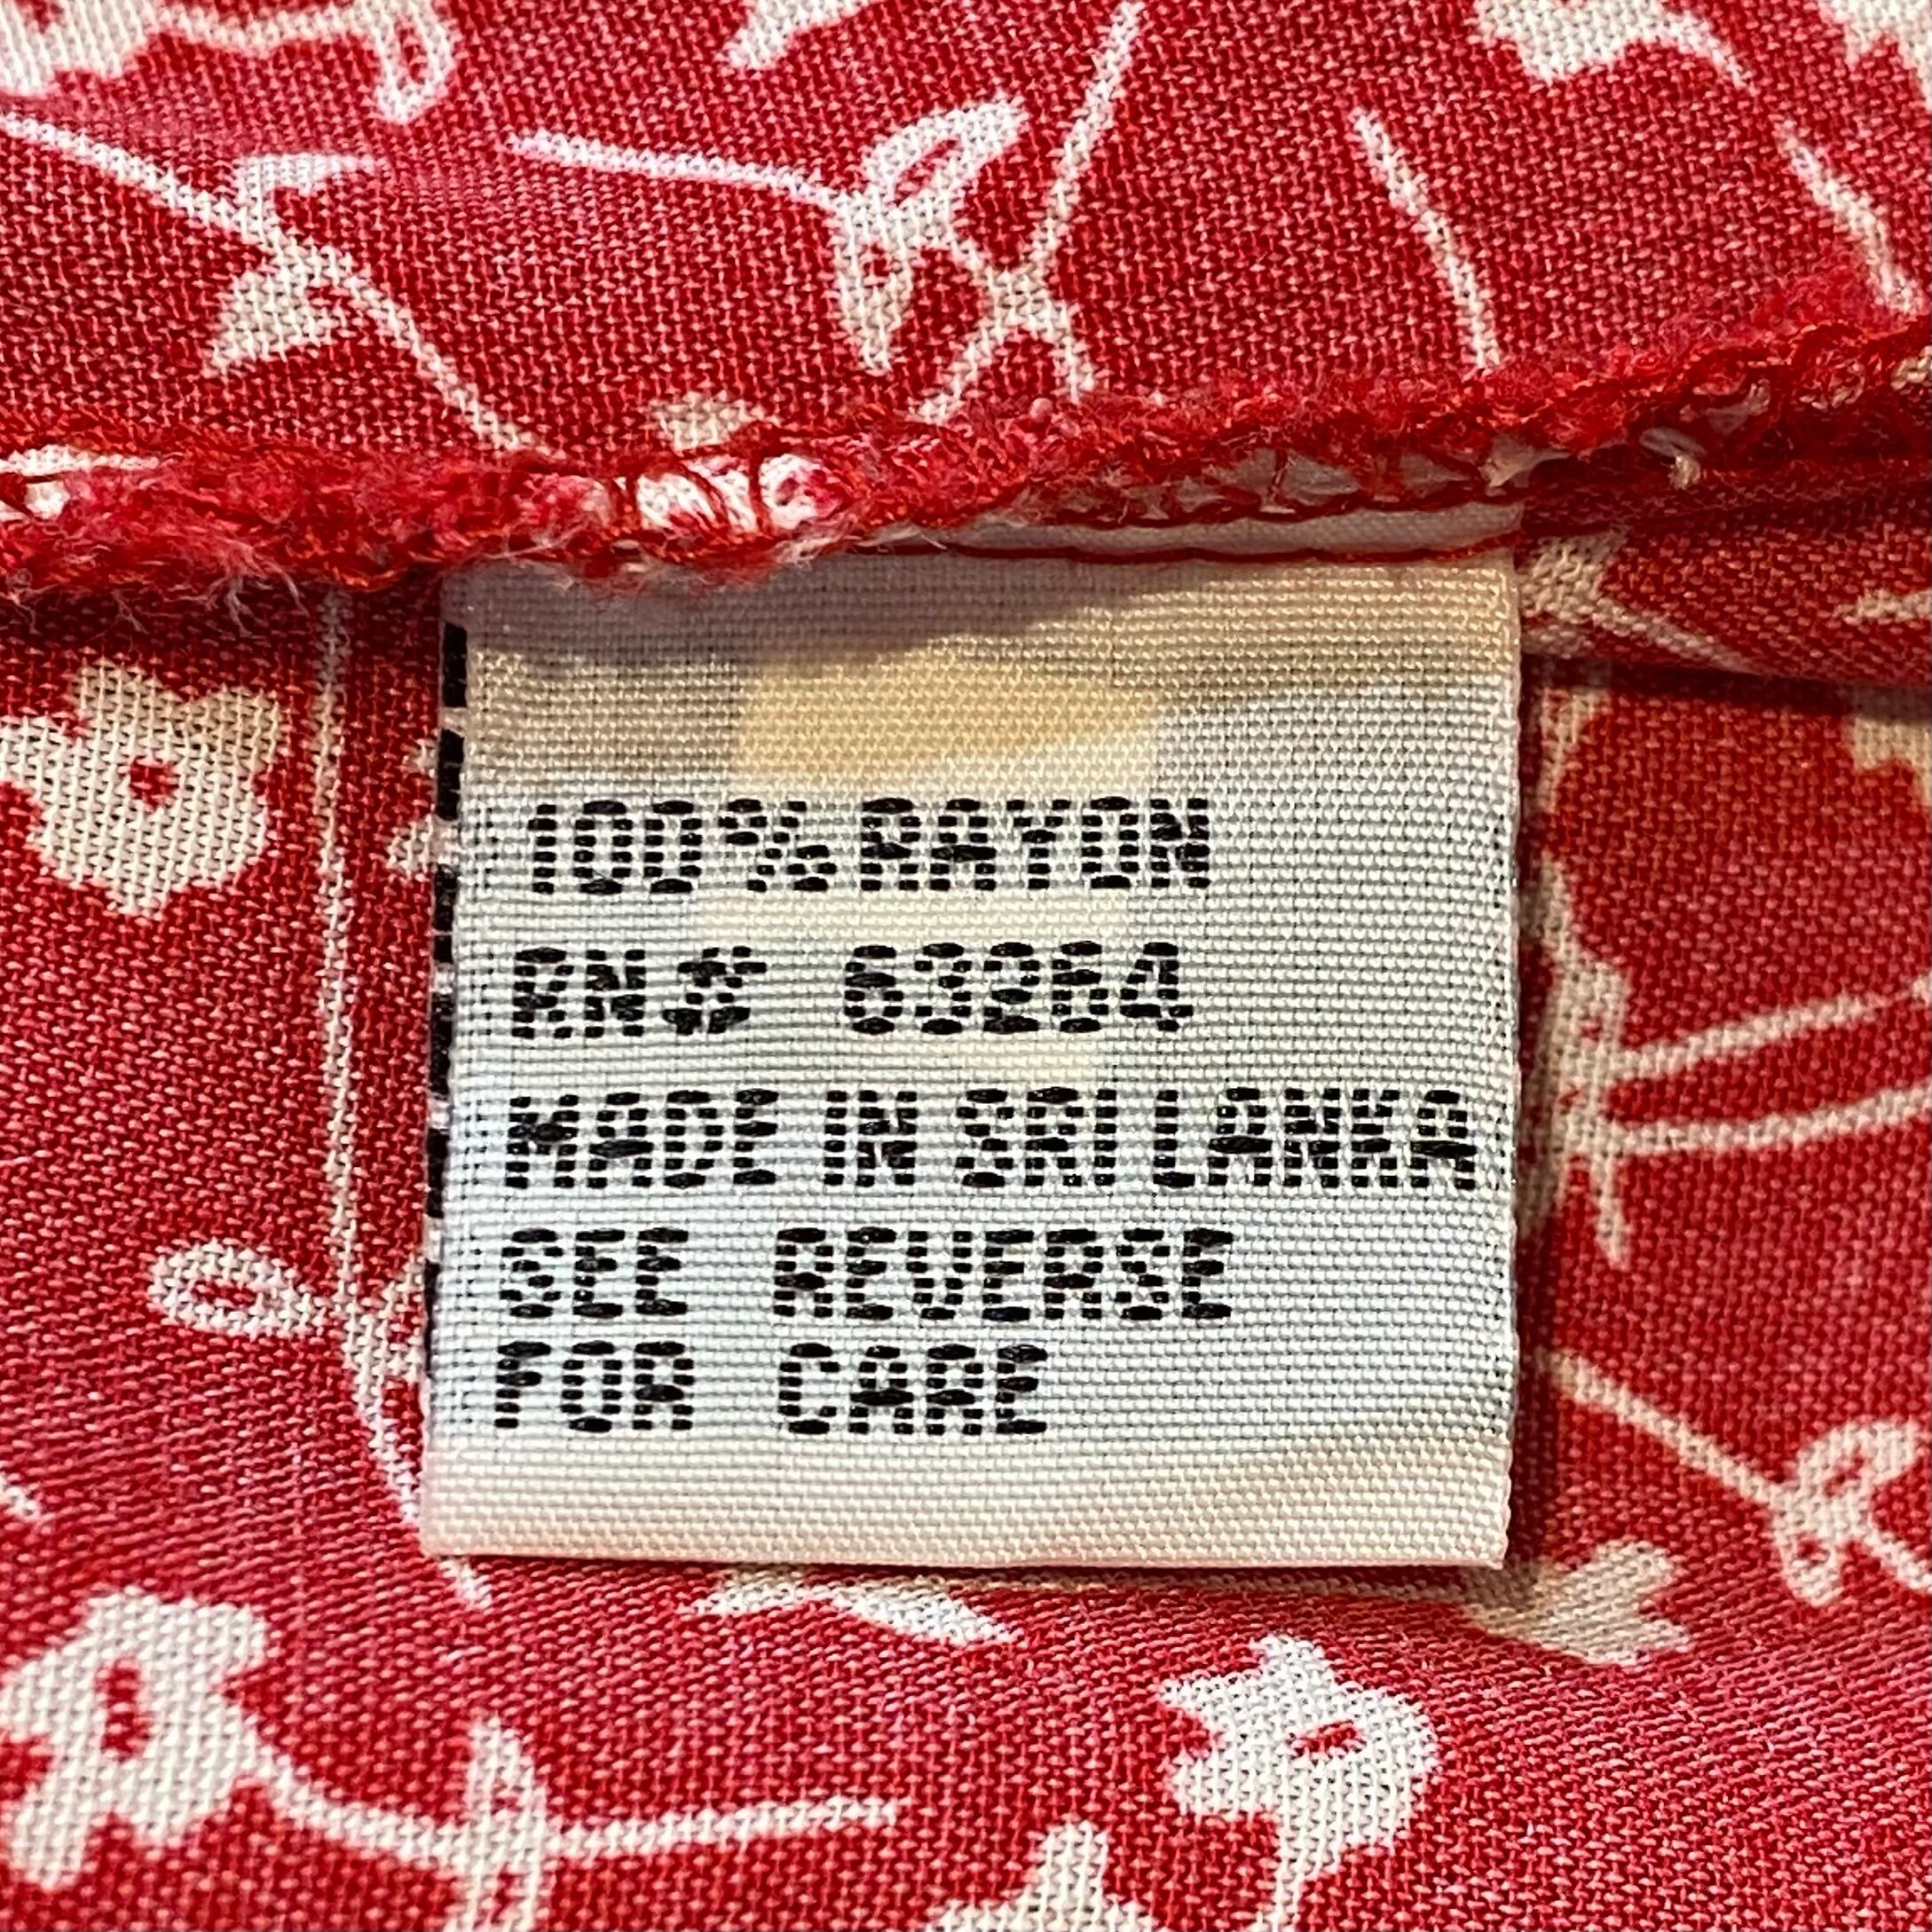 100% RAYON
RN# 63264
MADE IN SRI LANKA
SEE REVERSE
FOR CARE